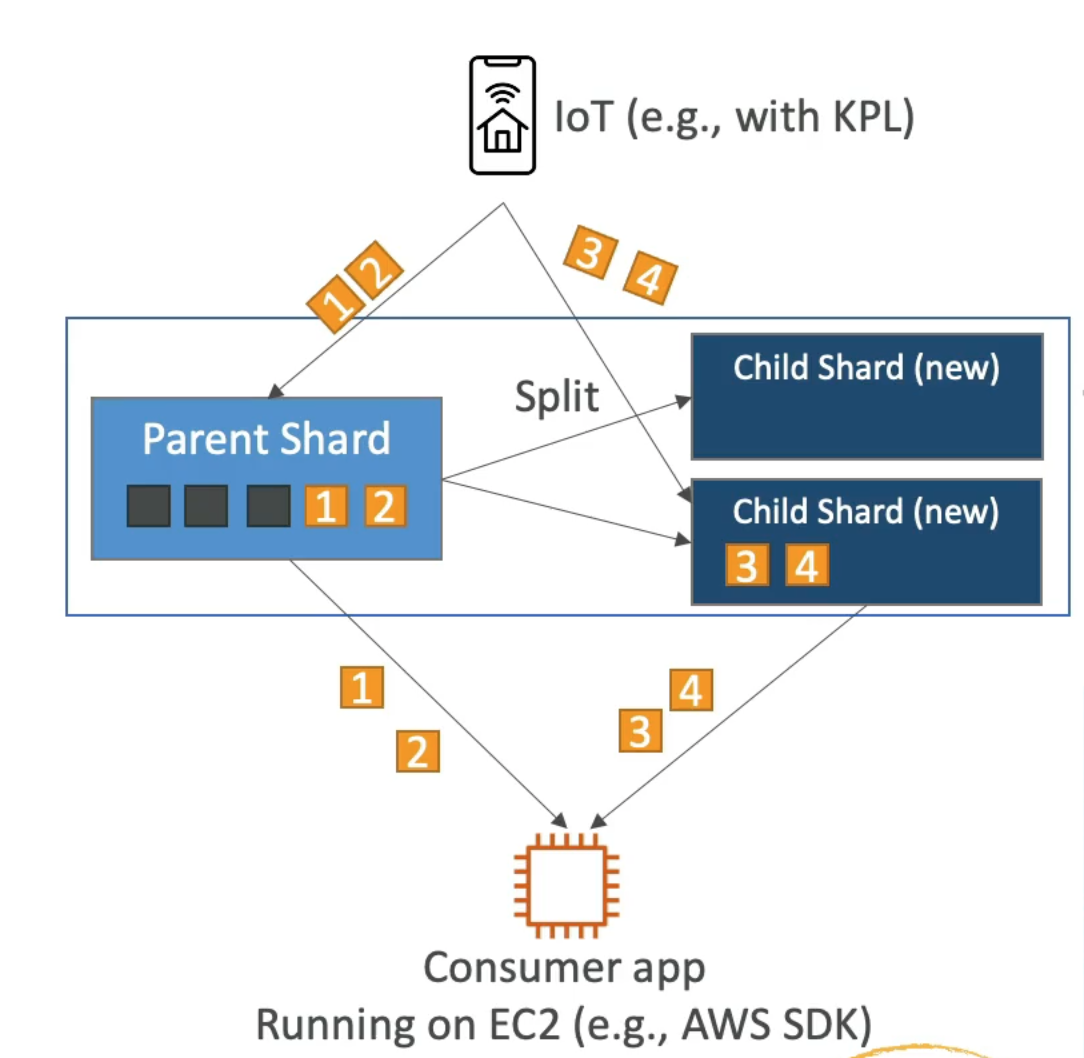 IoT (e.g., with KPL)
1 2
3 4
Split
Child Shard (new)
Parent Shard
1 2
Child Shard (new)
3 4
1
2
4
3
Consumer app
Running on EC2 (e.g., AWS SDK)